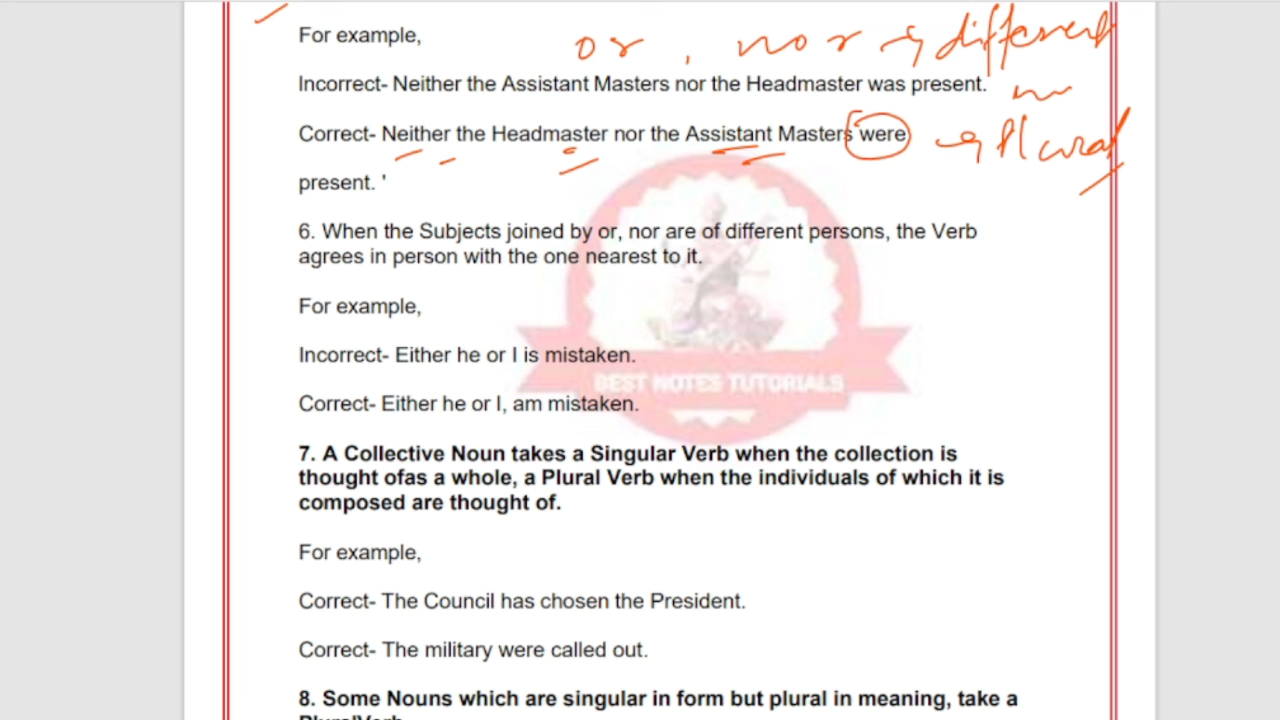 For example,
or , nor → different
Incorrect- Neither the Assistant Masters nor the Headmaster was present.
Correct- Neither the Headmaster nor the Assistant Masters were
→ Plural
present. '
6. When the Subjects joined by or, nor are of different persons, the Verb
agrees in person with the one nearest to it.
For example,
Incorrect- Either he or I is mistaken.
BEST NOTES TUTORIALS
Correct- Either he or I, am mistaken.
7. A Collective Noun takes a Singular Verb when the collection is
thought ofas a whole, a Plural Verb when the individuals of which it is
composed are thought of.
For example,
Correct- The Council has chosen the President.
Correct- The military were called out.
8. Some Nouns which are singular in form but plural in meaning, take a
PluralVerb